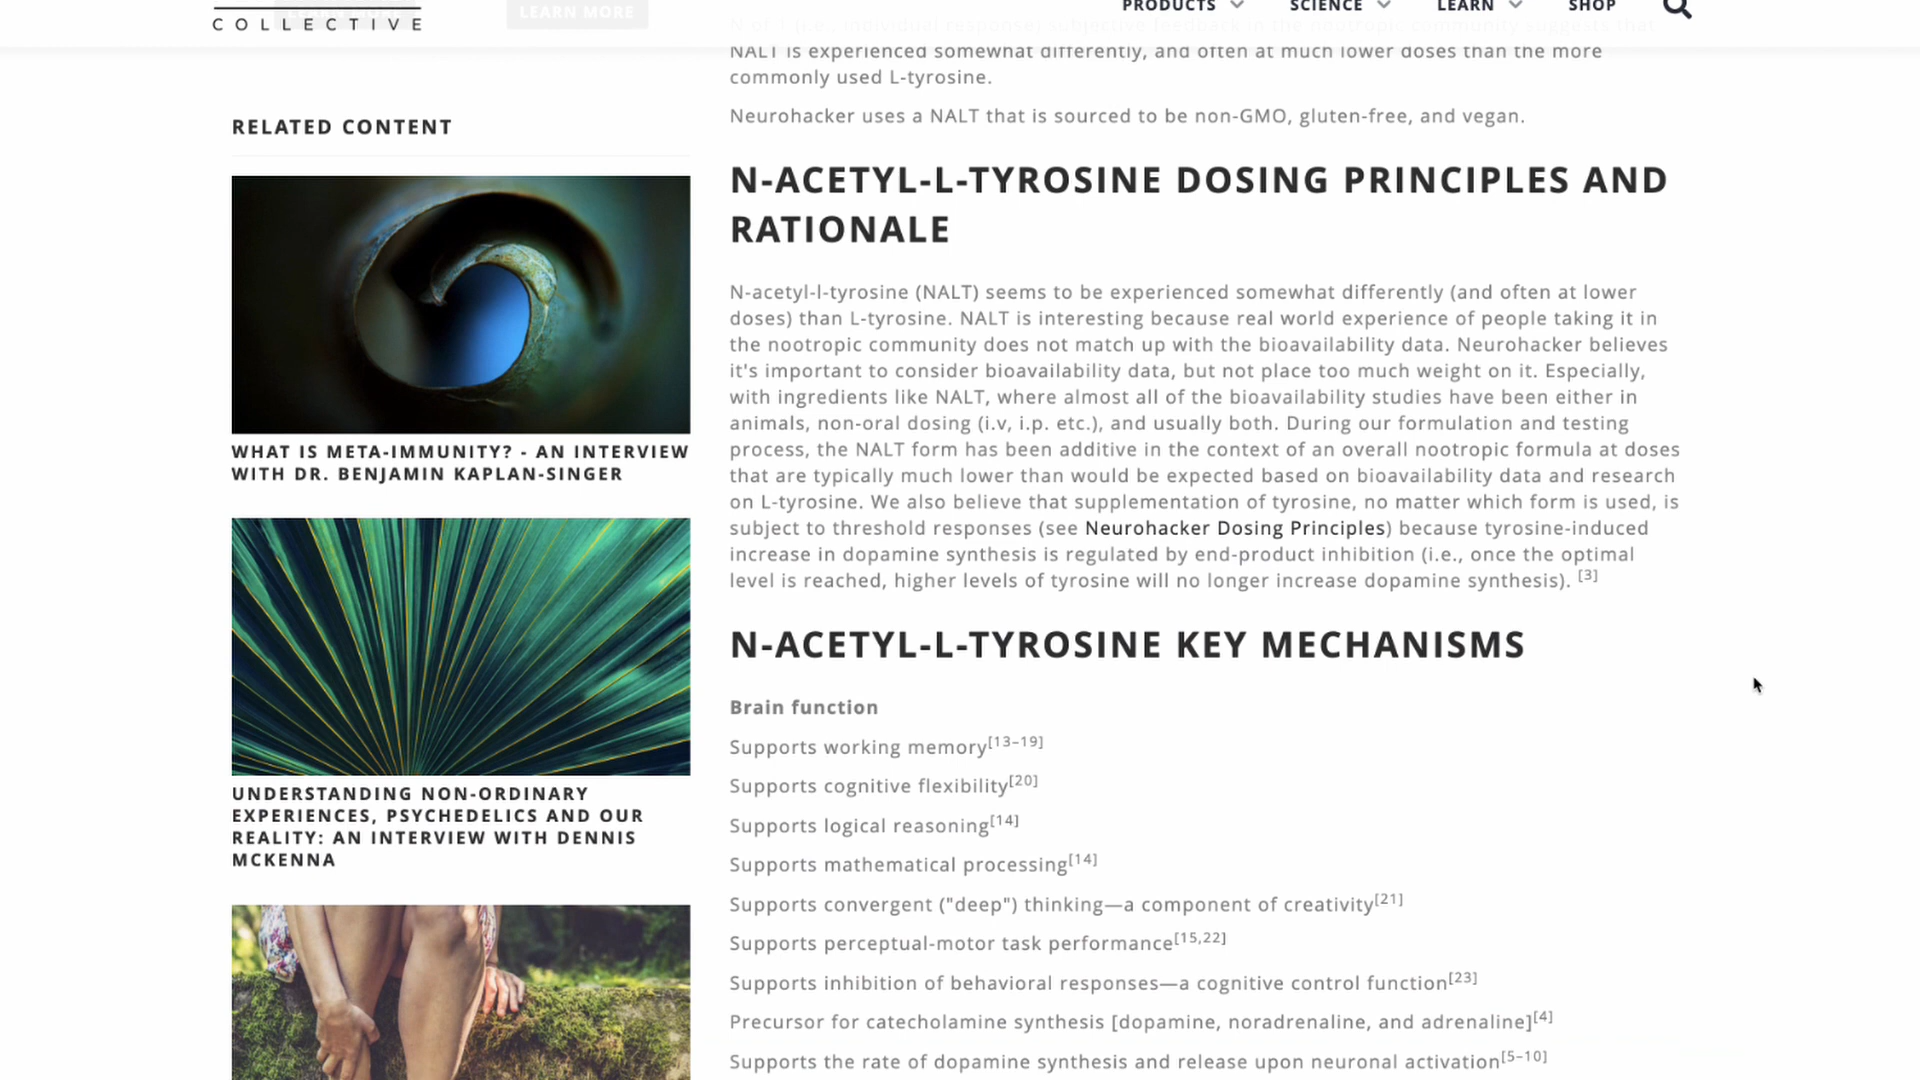 LEARN MORE
LEARN MORE
COLLECTIVE
PRODUCTS
SCIENCE
LEARN
SHOP
RELATED CONTENT
WHAT IS META-IMMUNITY? - AN INTERVIEW
WITH DR. BENJAMIN KAPLAN-SINGER
UNDERSTANDING NON-ORDINARY
EXPERIENCES, PSYCHEDELICS AND OUR
REALITY: AN INTERVIEW WITH DENNIS
MCKENNA
N of 1 (i.e., individual response) subjective feedback in the nootropic community suggests that
NALT is experienced somewhat differently, and often at much lower doses than the more
commonly used L-tyrosine.
Neurohacker uses a NALT that is sourced to be non-GMO, gluten-free, and vegan.
N-ACETYL-L-TYROSINE DOSING PRINCIPLES AND
RATIONALE
N-acetyl-l-tyrosine (NALT) seems to be experienced somewhat differently (and often at lower
doses) than L-tyrosine. NALT is interesting because real world experience of people taking it in
the nootropic community does not match up with the bioavailability data. Neurohacker believes
it's important to consider bioavailability data, but not place too much weight on it. Especially,
with ingredients like NALT, where almost all of the bioavailability studies have been either in
animals, non-oral dosing (i.v, i.p. etc.), and usually both. During our formulation and testing
process, the NALT form has been additive in the context of an overall nootropic formula at doses
that are typically much lower than would be expected based on bioavailability data and research
on L-tyrosine. We also believe that supplementation of tyrosine, no matter which form is used, is
subject to threshold responses (see Neurohacker Dosing Principles) because tyrosine-induced
increase in dopamine synthesis is regulated by end-product inhibition (i.e., once the optimal
level is reached, higher levels of tyrosine will no longer increase dopamine synthesis). [3]
N-ACETYL-L-TYROSINE KEY MECHANISMS
Brain function
Supports working memory[13–19]
Supports cognitive flexibility[20]
Supports logical reasoning[14]
Supports mathematical processing[14]
Supports convergent ("deep") thinking—a component of creativity[21]
Supports perceptual-motor task performance[15,22]
Supports inhibition of behavioral responses—a cognitive control function[23]
Precursor for catecholamine synthesis [dopamine, noradrenaline, and adrenaline][4]
Supports the rate of dopamine synthesis and release upon neuronal activation[5–10]